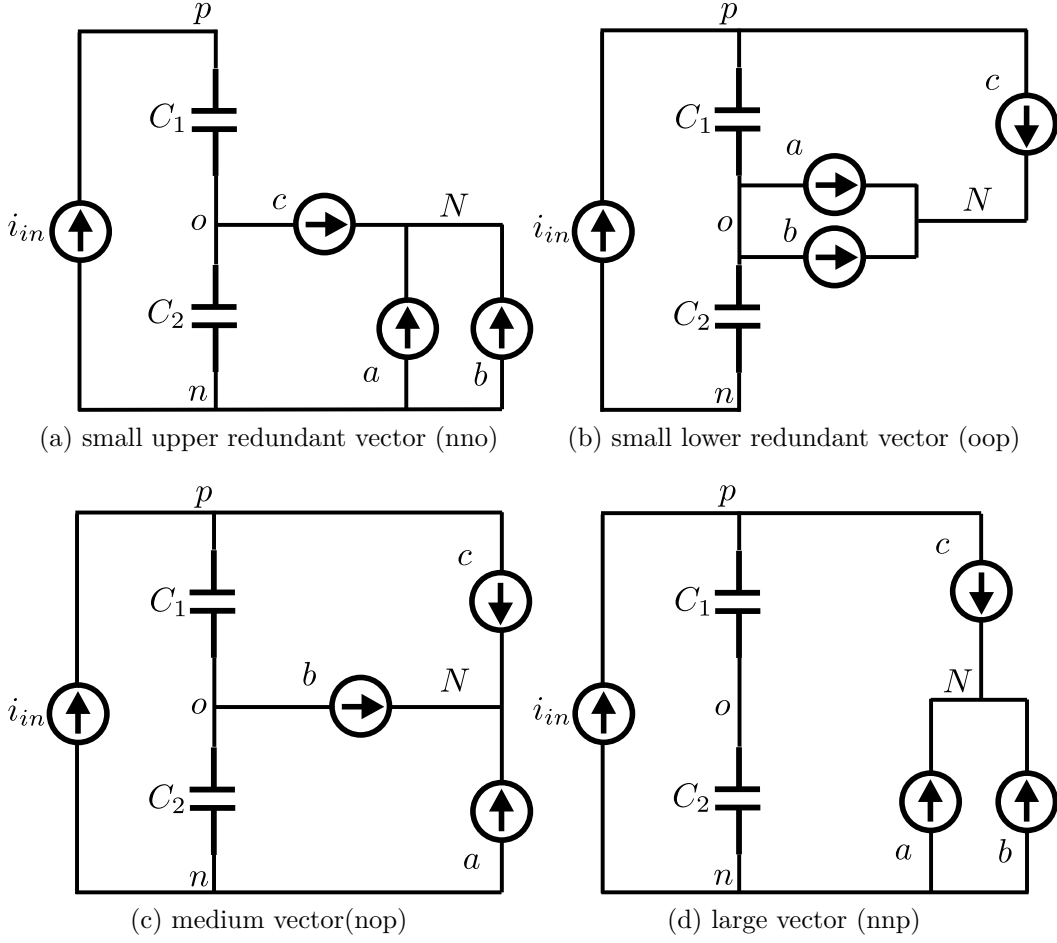 p
C1
iin
o
c
N
C2
a
b
n
(a) small upper redundant vector (nno)
p
c
C1
a
iin
o
N
b
C2
n
(b) small lower redundant vector (oop)
p
c
C1
b
N
iin
o
C2
a
n
(c) medium vector(nop)
p
c
C1
N
iin
o
C2
a
b
n
(d) large vector (nnp)